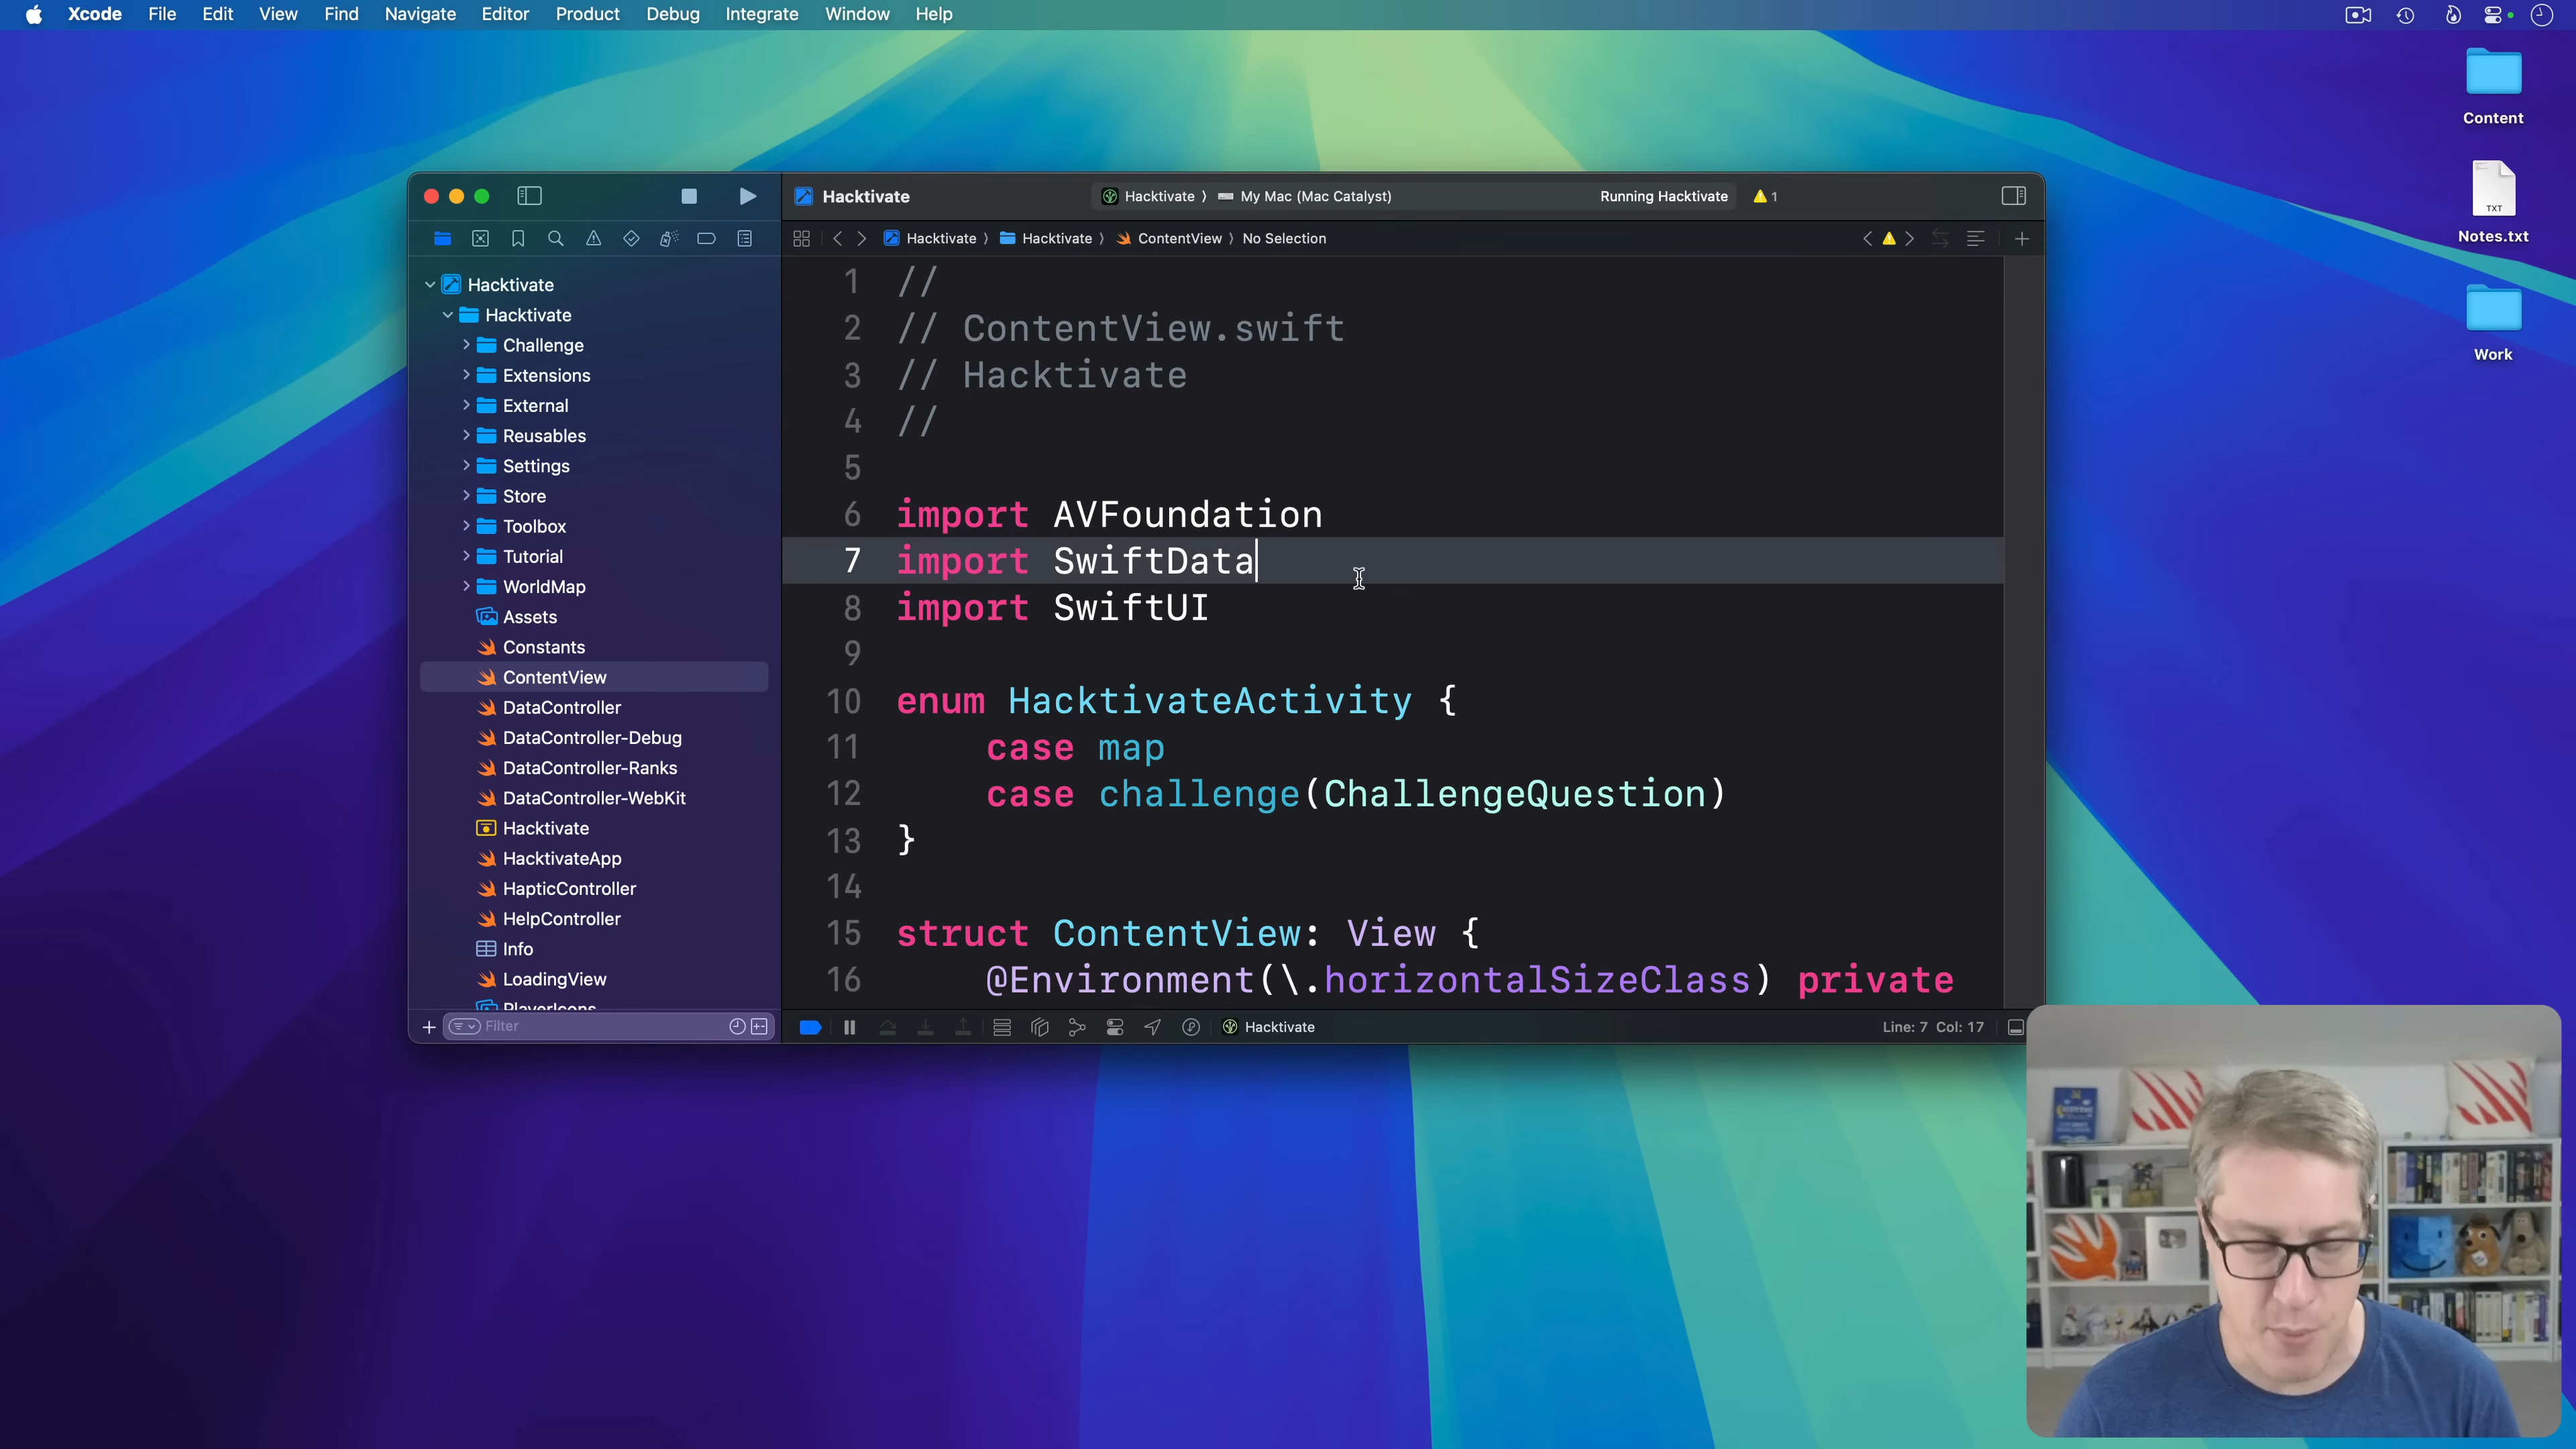 Xcode File Edit View Find Navigate Editor Product Debug Integrate Window Help
Content
TXT
Notes.txt
Work
Hacktivate
Hacktivate
Challenge
Extensions
External
Reusables
Settings
Store
Toolbox
Tutorial
WorldMap
Assets
Constants
ContentView
DataController
DataController-Debug
DataController-Ranks
DataController-WebKit
Hacktivate
HacktivateApp
HapticController
HelpController
Info
LoadingView
PlayerIcons
Filter
Hacktivate
Hacktivate 〉 My Mac (Mac Catalyst)
Running Hacktivate
1
Hacktivate 〉 Hacktivate 〉 ContentView 〉 No Selection
1 //
2 // ContentView.swift
3 // Hacktivate
4 //
5
6 import AVFoundation
7 import SwiftData
8 import SwiftUI
9
10 enum HacktivateActivity {
11 case map
12 case challenge(ChallengeQuestion)
13 }
14
15 struct ContentView: View {
16 @Environment(\.horizontalSizeClass) private
Hacktivate
Line: 7 Col: 17